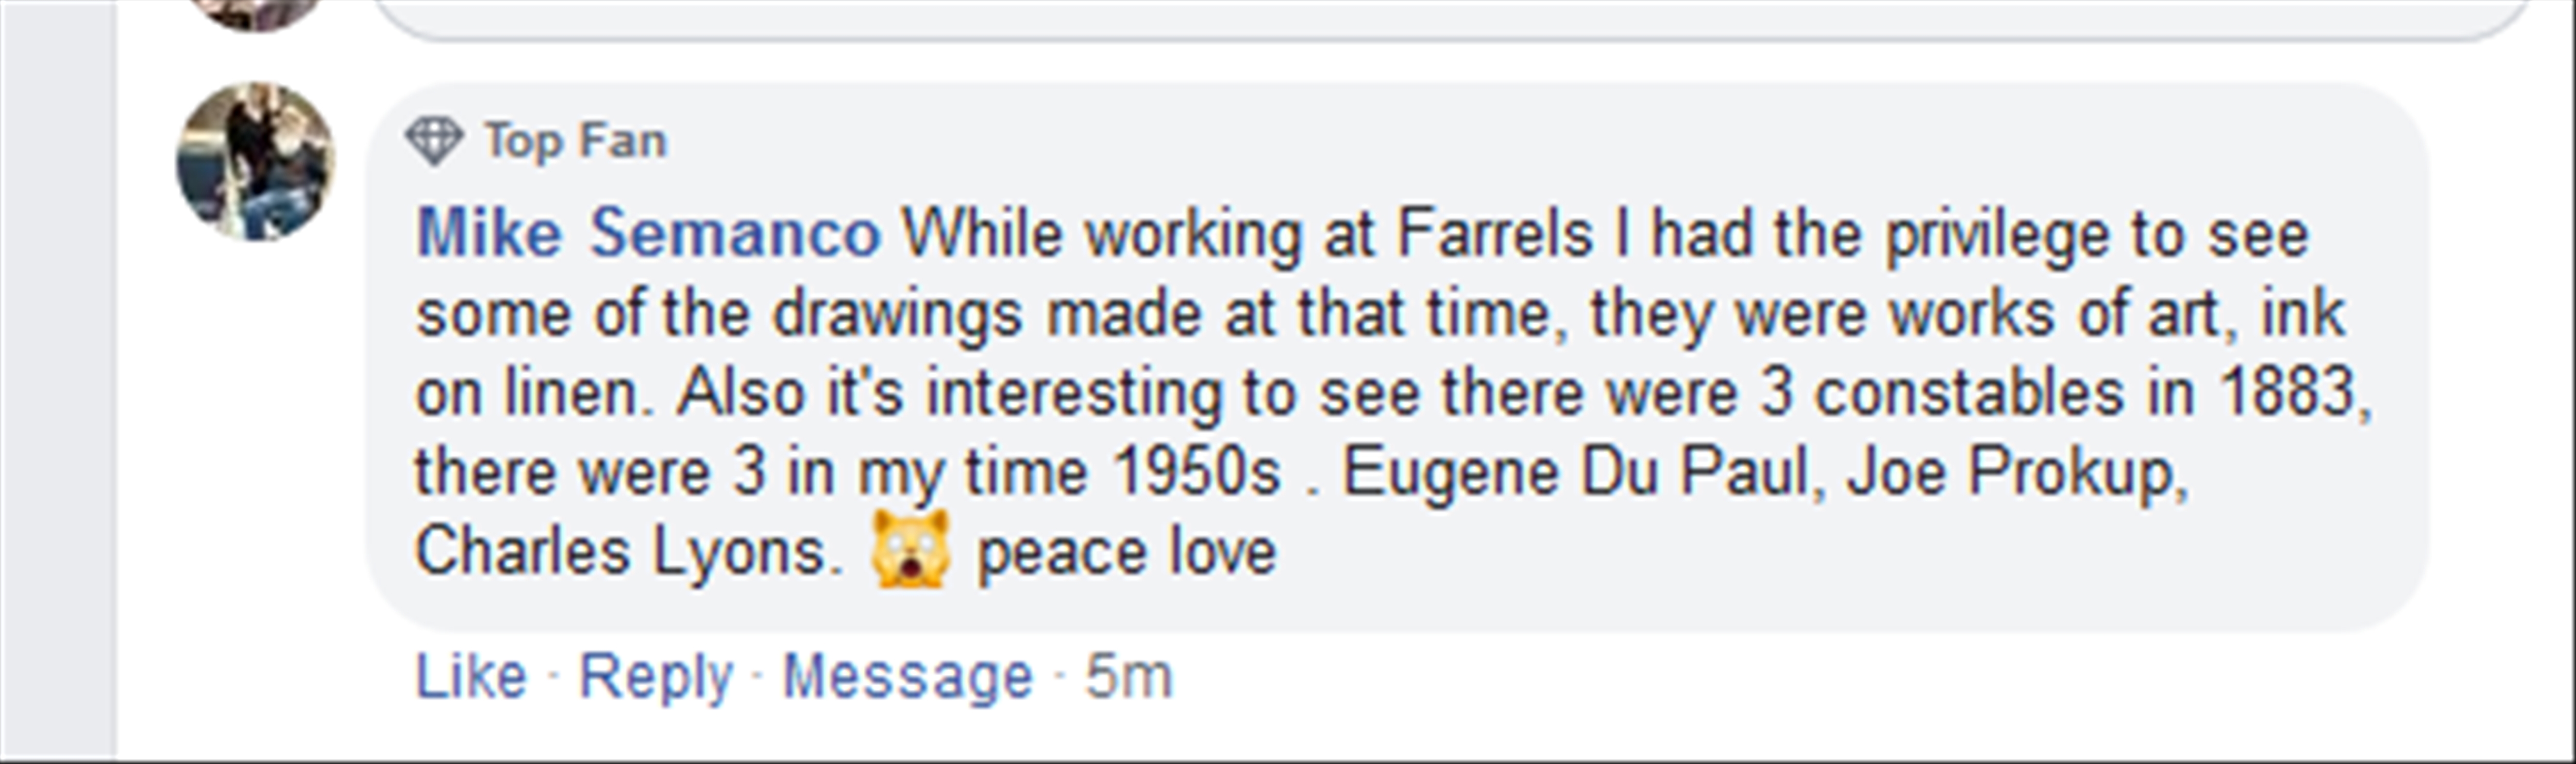 Top Fan
Mike Semanco While working at Farrels I had the privilege to see
some of the drawings made at that time, they were works of art, ink
on linen. Also it's interesting to see there were 3 constables in 1883,
there were 3 in my time 1950s . Eugene Du Paul, Joe Prokup,
Charles Lyons. 🙀 peace love
Like · Reply · Message · 5m